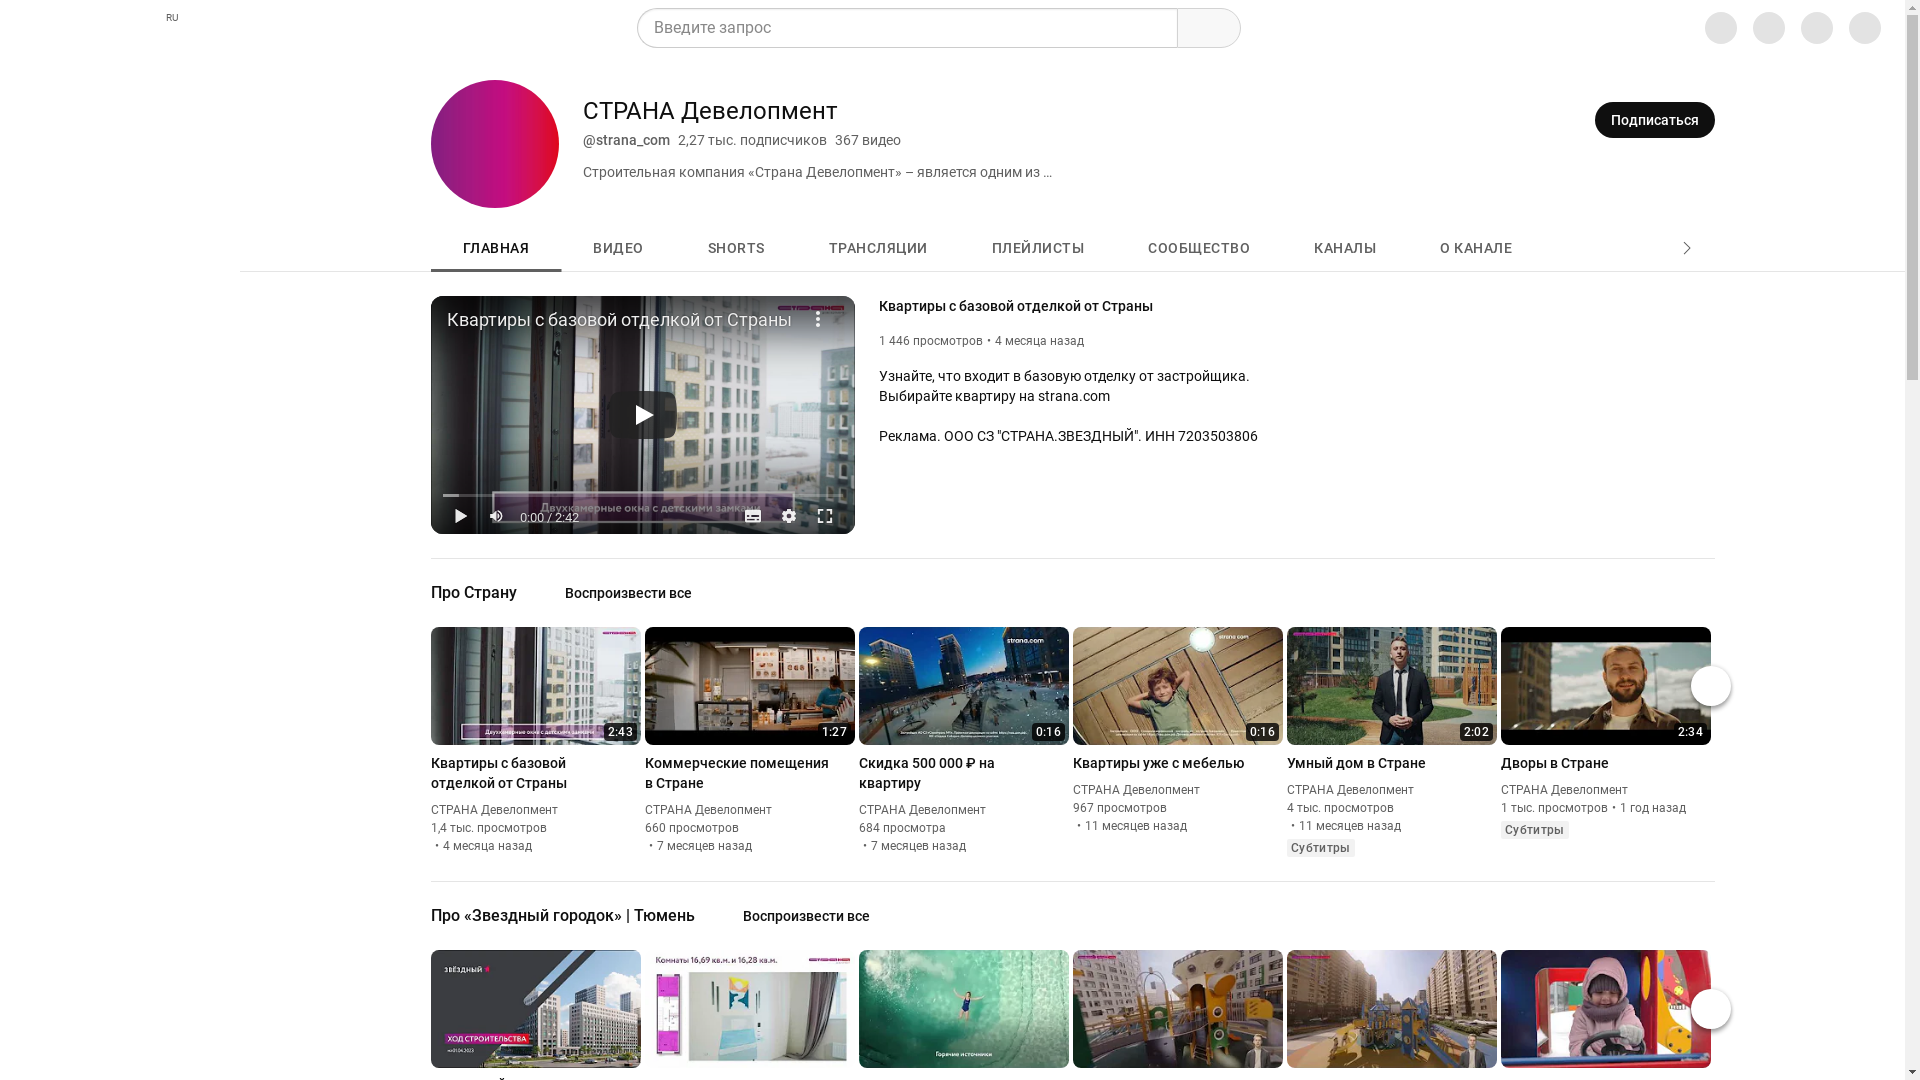 RU
Введите запрос
СТРАНА Девелопмент
@strana_com 2,27 тыс. подписчиков 367 видео
Строительная компания «Страна Девелопмент» – является одним из ...
Подписаться
ГЛАВНАЯ ВИДЕО SHORTS ТРАНСЛЯЦИИ ПЛЕЙЛИСТЫ СООБЩЕСТВО КАНАЛЫ О КАНАЛЕ
Квартиры с базовой отделкой от Страны
Двухкамерные окна с детскими замками
0:00 / 2:42
Квартиры с базовой отделкой от Страны
1 446 просмотров • 4 месяца назад
Узнайте, что входит в базовую отделку от застройщика.
Выбирайте квартиру на strana.com
Реклама. ООО СЗ "СТРАНА.ЗВЕЗДНЫЙ". ИНН 7203503806
Про Страну Воспроизвести все
Двухкамерные окна с детскими замками
2:43
Квартиры с базовой
отделкой от Страны
СТРАНА Девелопмент
1,4 тыс. просмотров
• 4 месяца назад
1:27
Коммерческие помещения
в Стране
СТРАНА Девелопмент
660 просмотров
• 7 месяцев назад
strana.com
0:16
Скидка 500 000 ₽ на
квартиру
СТРАНА Девелопмент
684 просмотра
• 7 месяцев назад
strana.com
0:16
Квартиры уже с мебелью
СТРАНА Девелопмент
967 просмотров
• 11 месяцев назад
2:02
Умный дом в Стране
СТРАНА Девелопмент
4 тыс. просмотров
• 11 месяцев назад
Субтитры
2:34
Дворы в Стране
СТРАНА Девелопмент
1 тыс. просмотров • 1 год назад
Субтитры
Про «Звездный городок» | Тюмень Воспроизвести все
ЗВЁЗДНЫЙ
ХОД СТРОИТЕЛЬСТВА
Комнаты 16,69 кв.м. и 16,28 кв.м.
Горячие источники